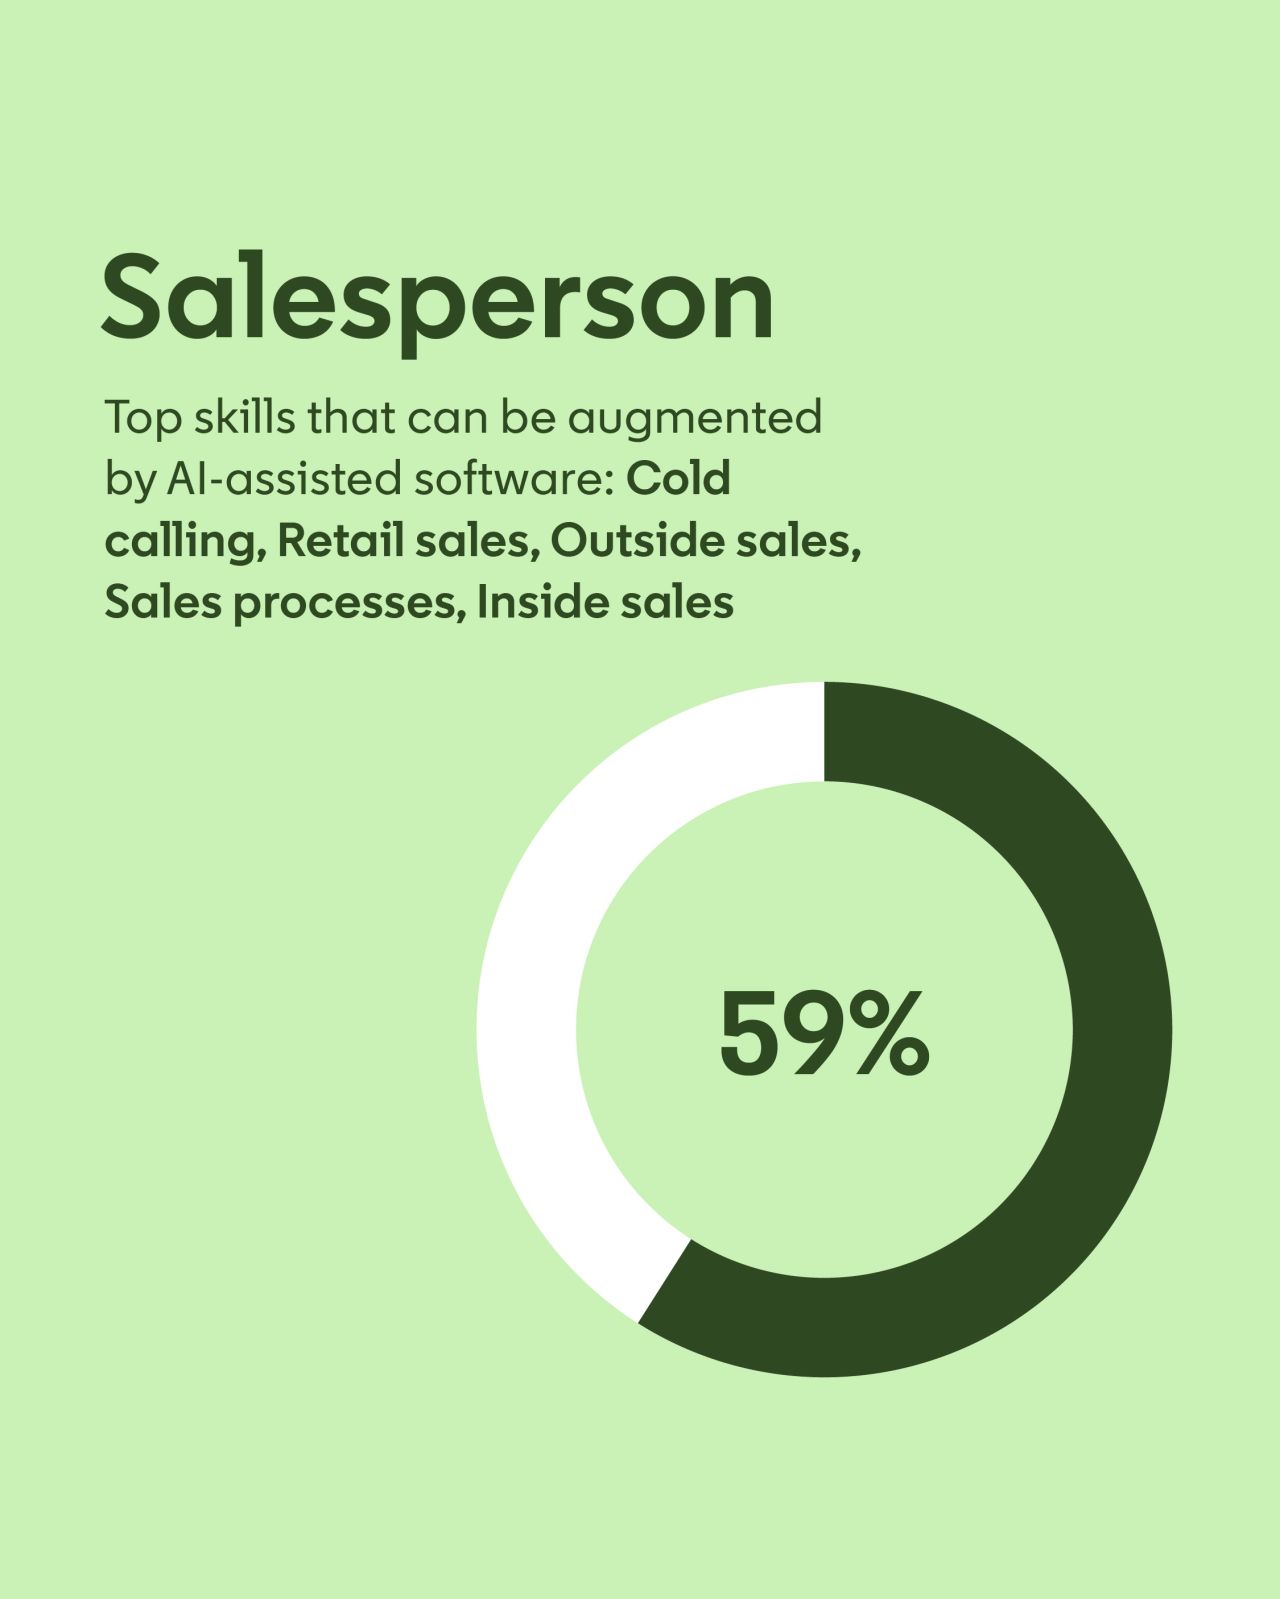 Salesperson
Top skills that can be augmented
by AI-assisted software: Cold
calling, Retail sales, Outside sales,
Sales processes, Inside sales
59%